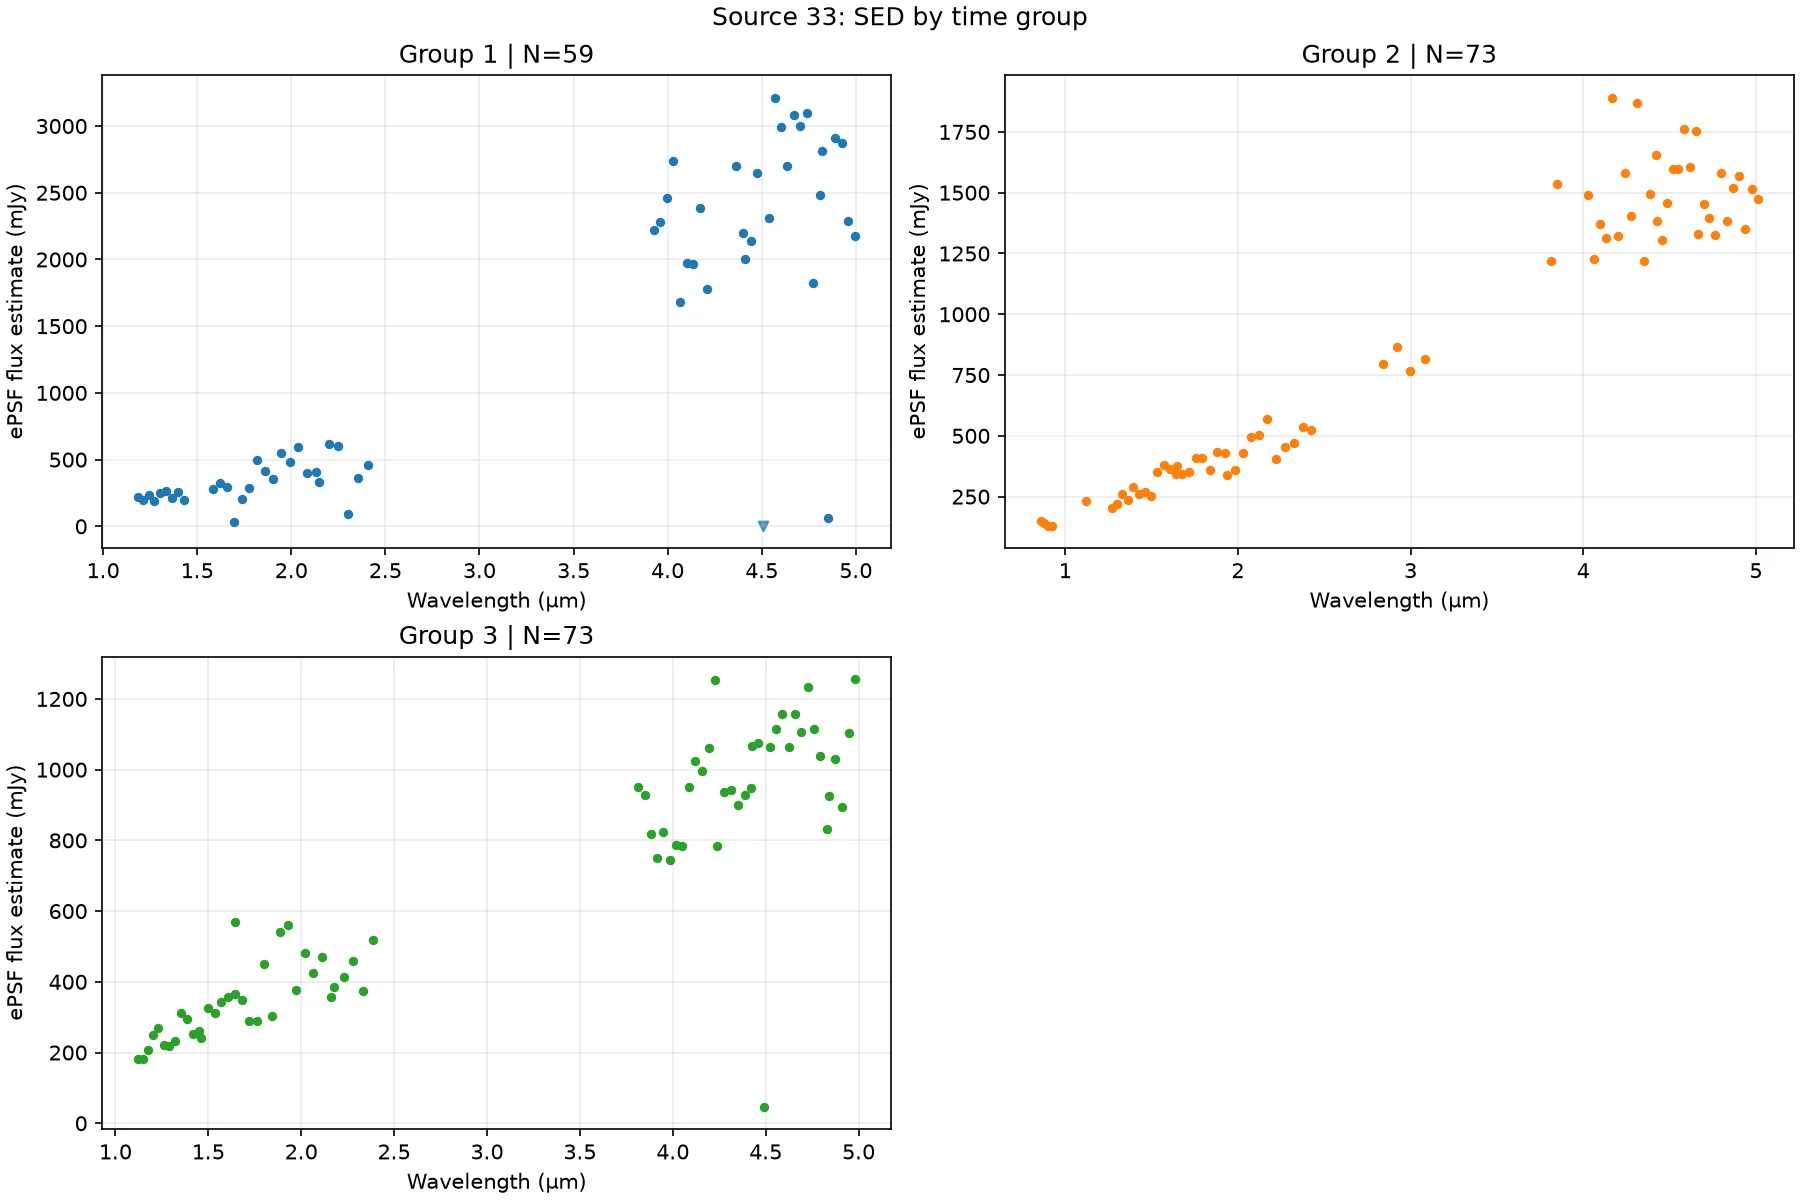 Source 33: SED by time group
Group 1 | N=59
ePSF flux estimate (mJy)
3000
2500
2000
1500
1000
500
0
1.0 1.5 2.0 2.5 3.0 3.5 4.0 4.5 5.0
Wavelength (μm)
Group 2 | N=73
ePSF flux estimate (mJy)
1750
1500
1250
1000
750
500
250
1 2 3 4 5
Wavelength (μm)
Group 3 | N=73
ePSF flux estimate (mJy)
1200
1000
800
600
400
200
0
1.0 1.5 2.0 2.5 3.0 3.5 4.0 4.5 5.0
Wavelength (μm)